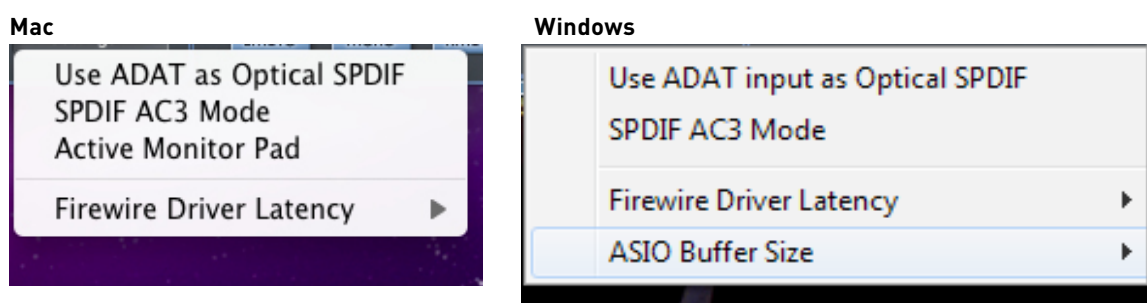 Mac
Use ADAT as Optical SPDIF
SPDIF AC3 Mode
Active Monitor Pad
Firewire Driver Latency
Windows
Use ADAT input as Optical SPDIF
SPDIF AC3 Mode
Firewire Driver Latency
ASIO Buffer Size